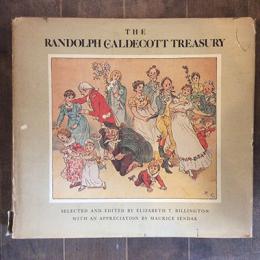 THE
RANDOLPH CALDECOTT TREASURY
SELECTED AND EDITED BY ELIZABETH T. BILLINGTON
WITH AN APPRECIATION BY MAURICE SENDAK